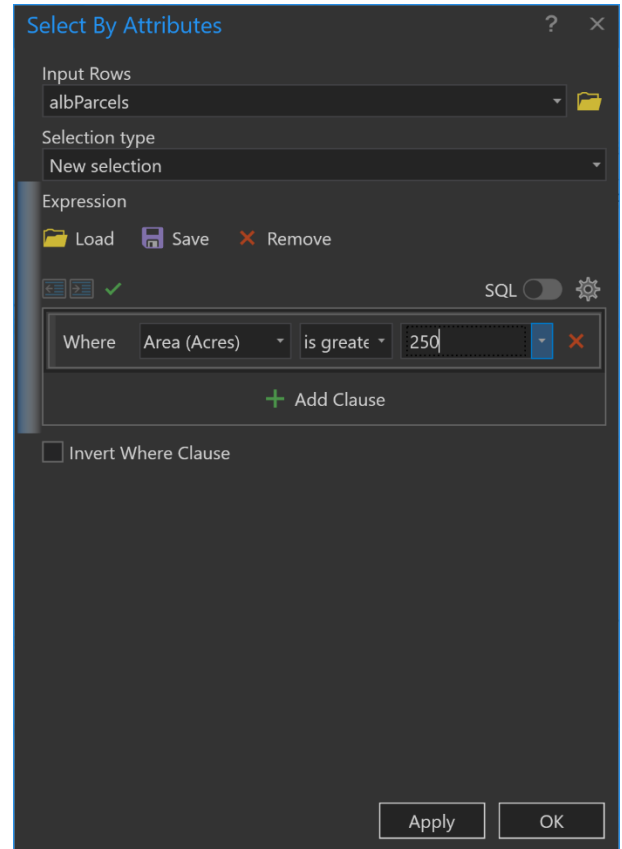 Select By Attributes ? ×
Input Rows
albParcels
Selection type
New selection
Expression
Load Save Remove
SQL
Where Area (Acres) is greate 250
+ Add Clause
Invert Where Clause
Apply OK